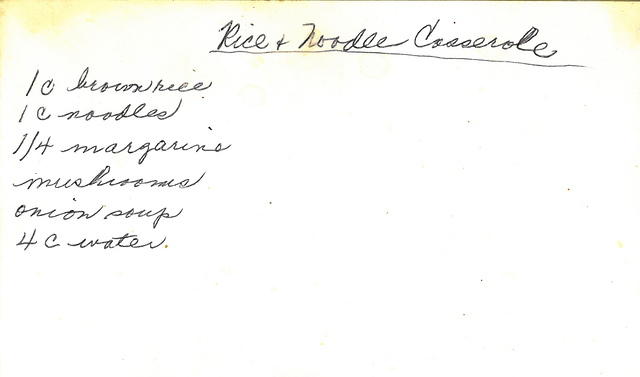 Rice + Noodle Casserole
1 c brown rice
1 c noodles
1/4 margarine
mushrooms
onion soup
4 c water.